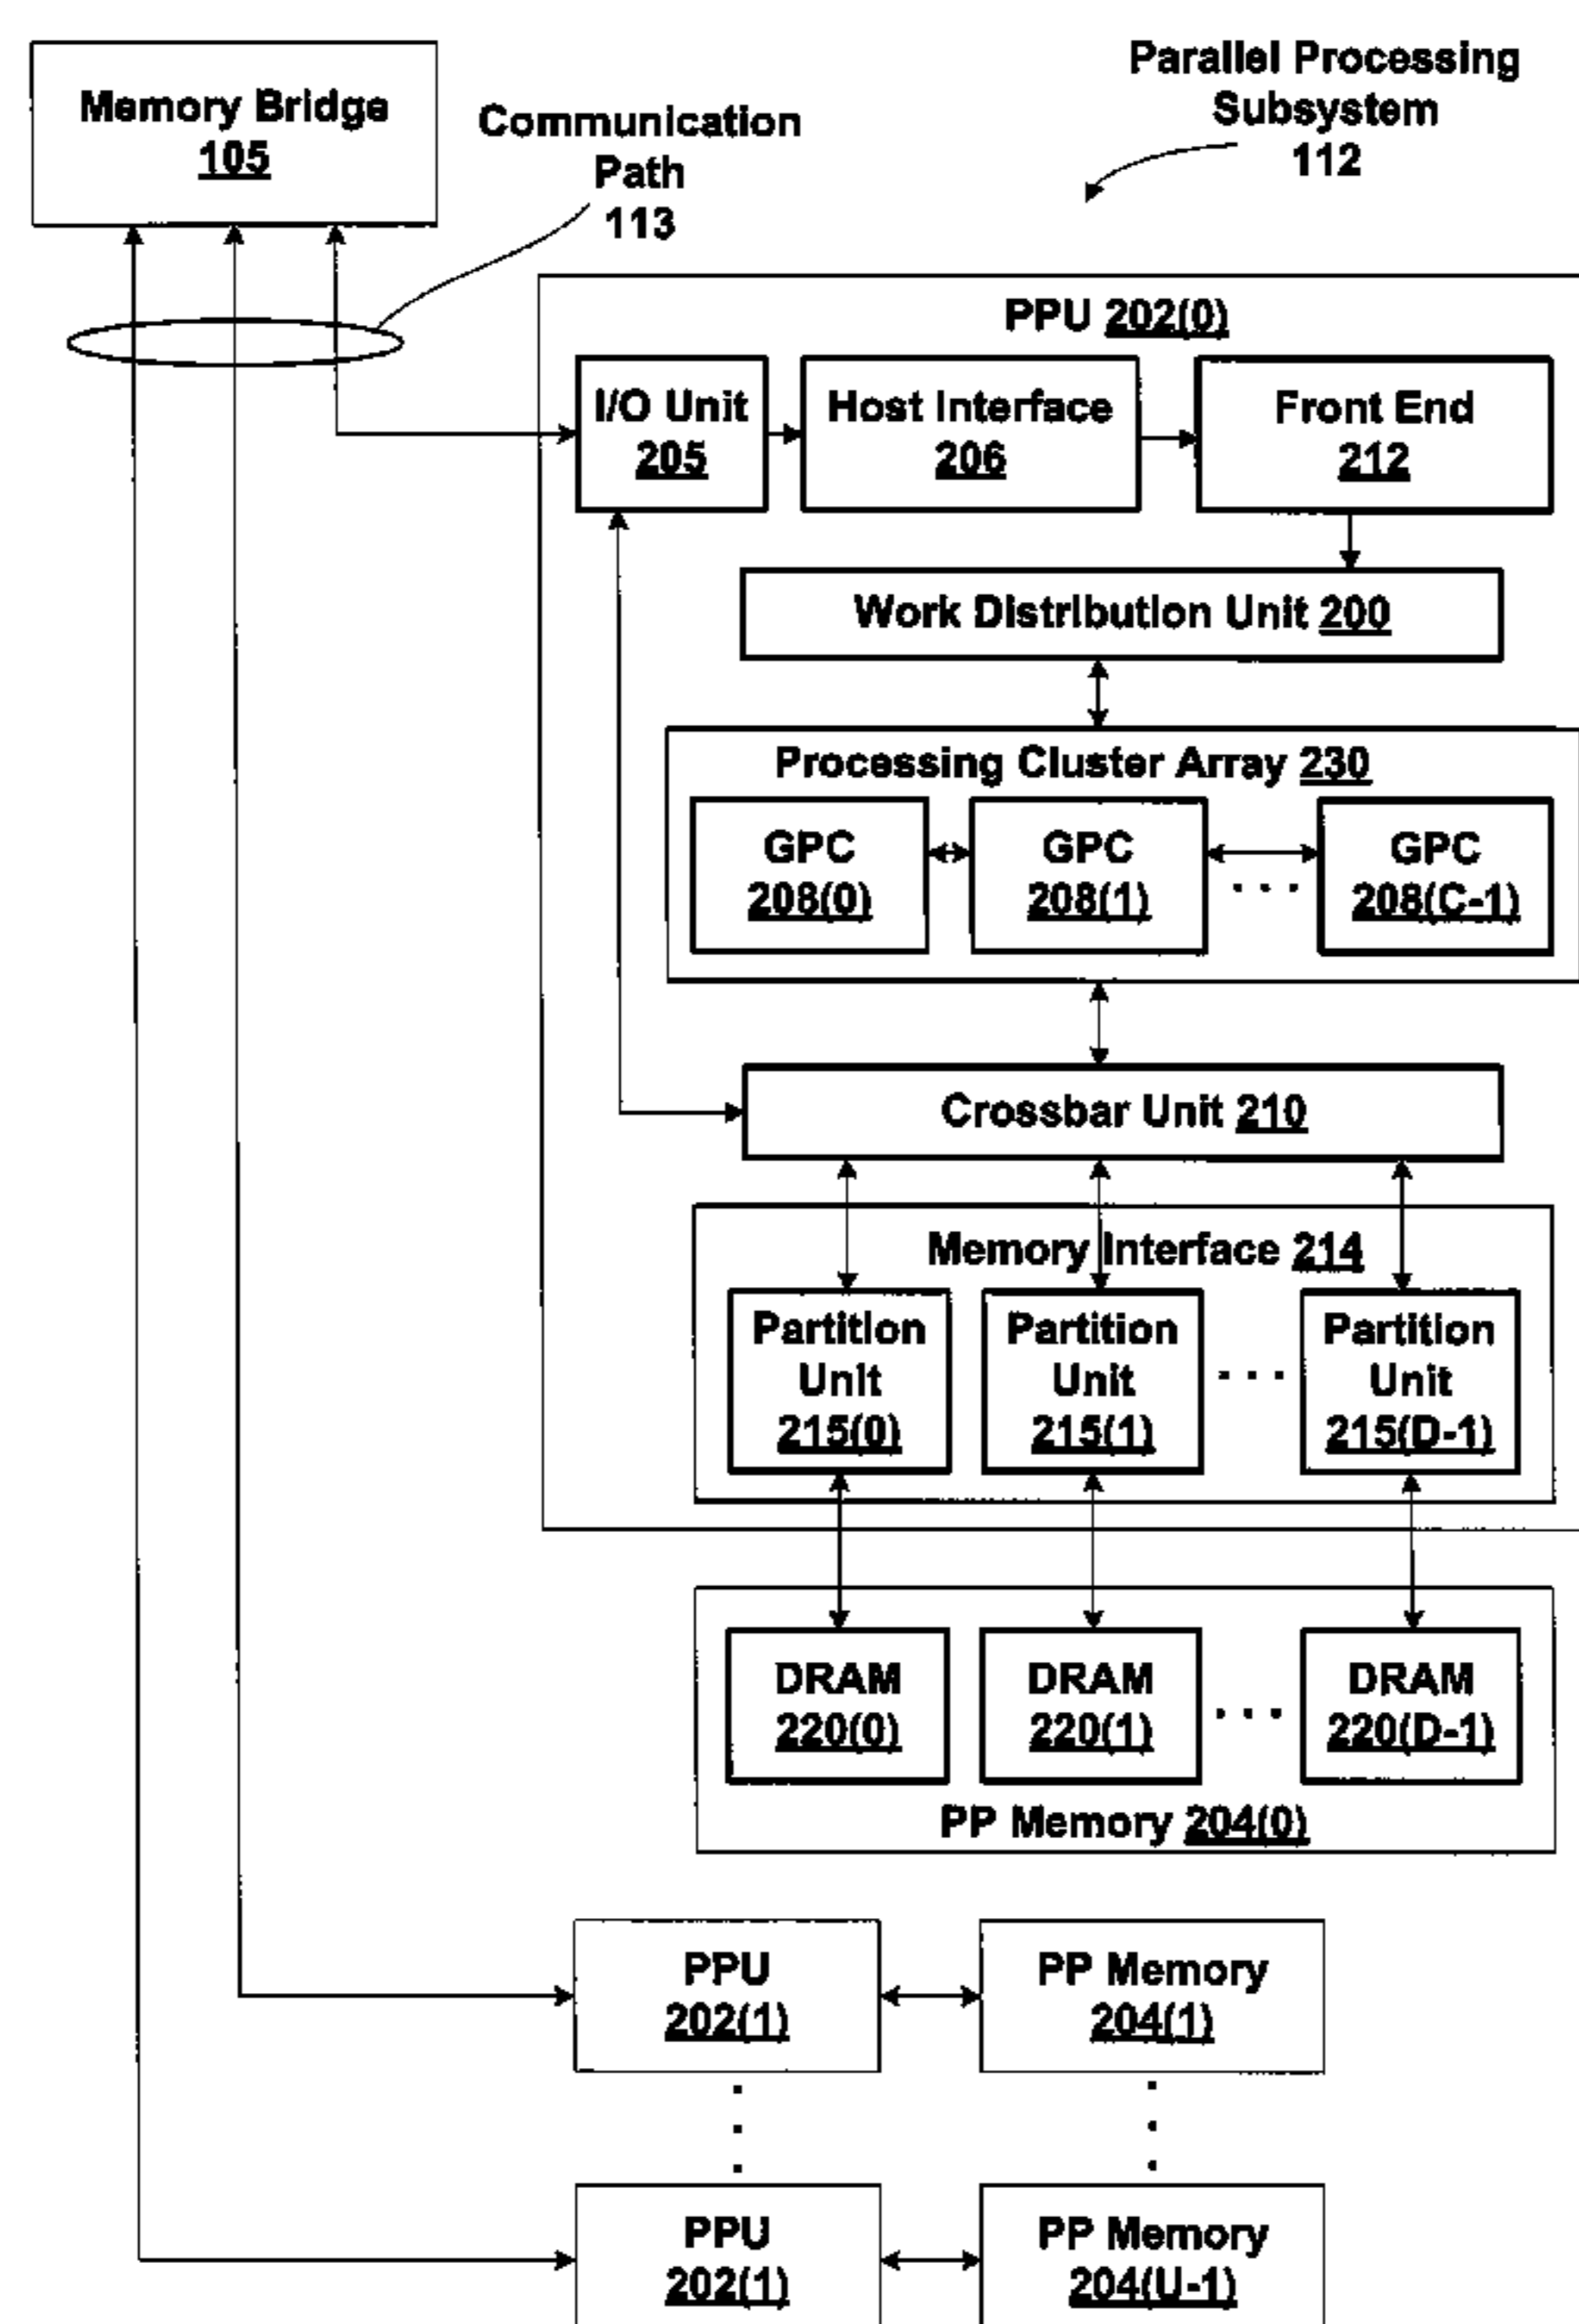 Memory Bridge
105
Communication
Path
113
Parallel Processing
Subsystem
112
PPU 202(0)
I/O Unit
205
Host Interface
206
Front End
212
Work Distribution Unit 200
Processing Cluster Array 230
GPC
208(0)
GPC
208(1)
. . .
GPC
208(C-1)
Crossbar Unit 210
Memory Interface 214
Partition
Unit
215(0)
Partition
Unit
215(1)
. . .
Partition
Unit
215(D-1)
DRAM
220(0)
DRAM
220(1)
. . .
DRAM
220(D-1)
PP Memory 204(0)
PPU
202(1)
PP Memory
204(1)
PPU
202(1)
PP Memory
204(U-1)